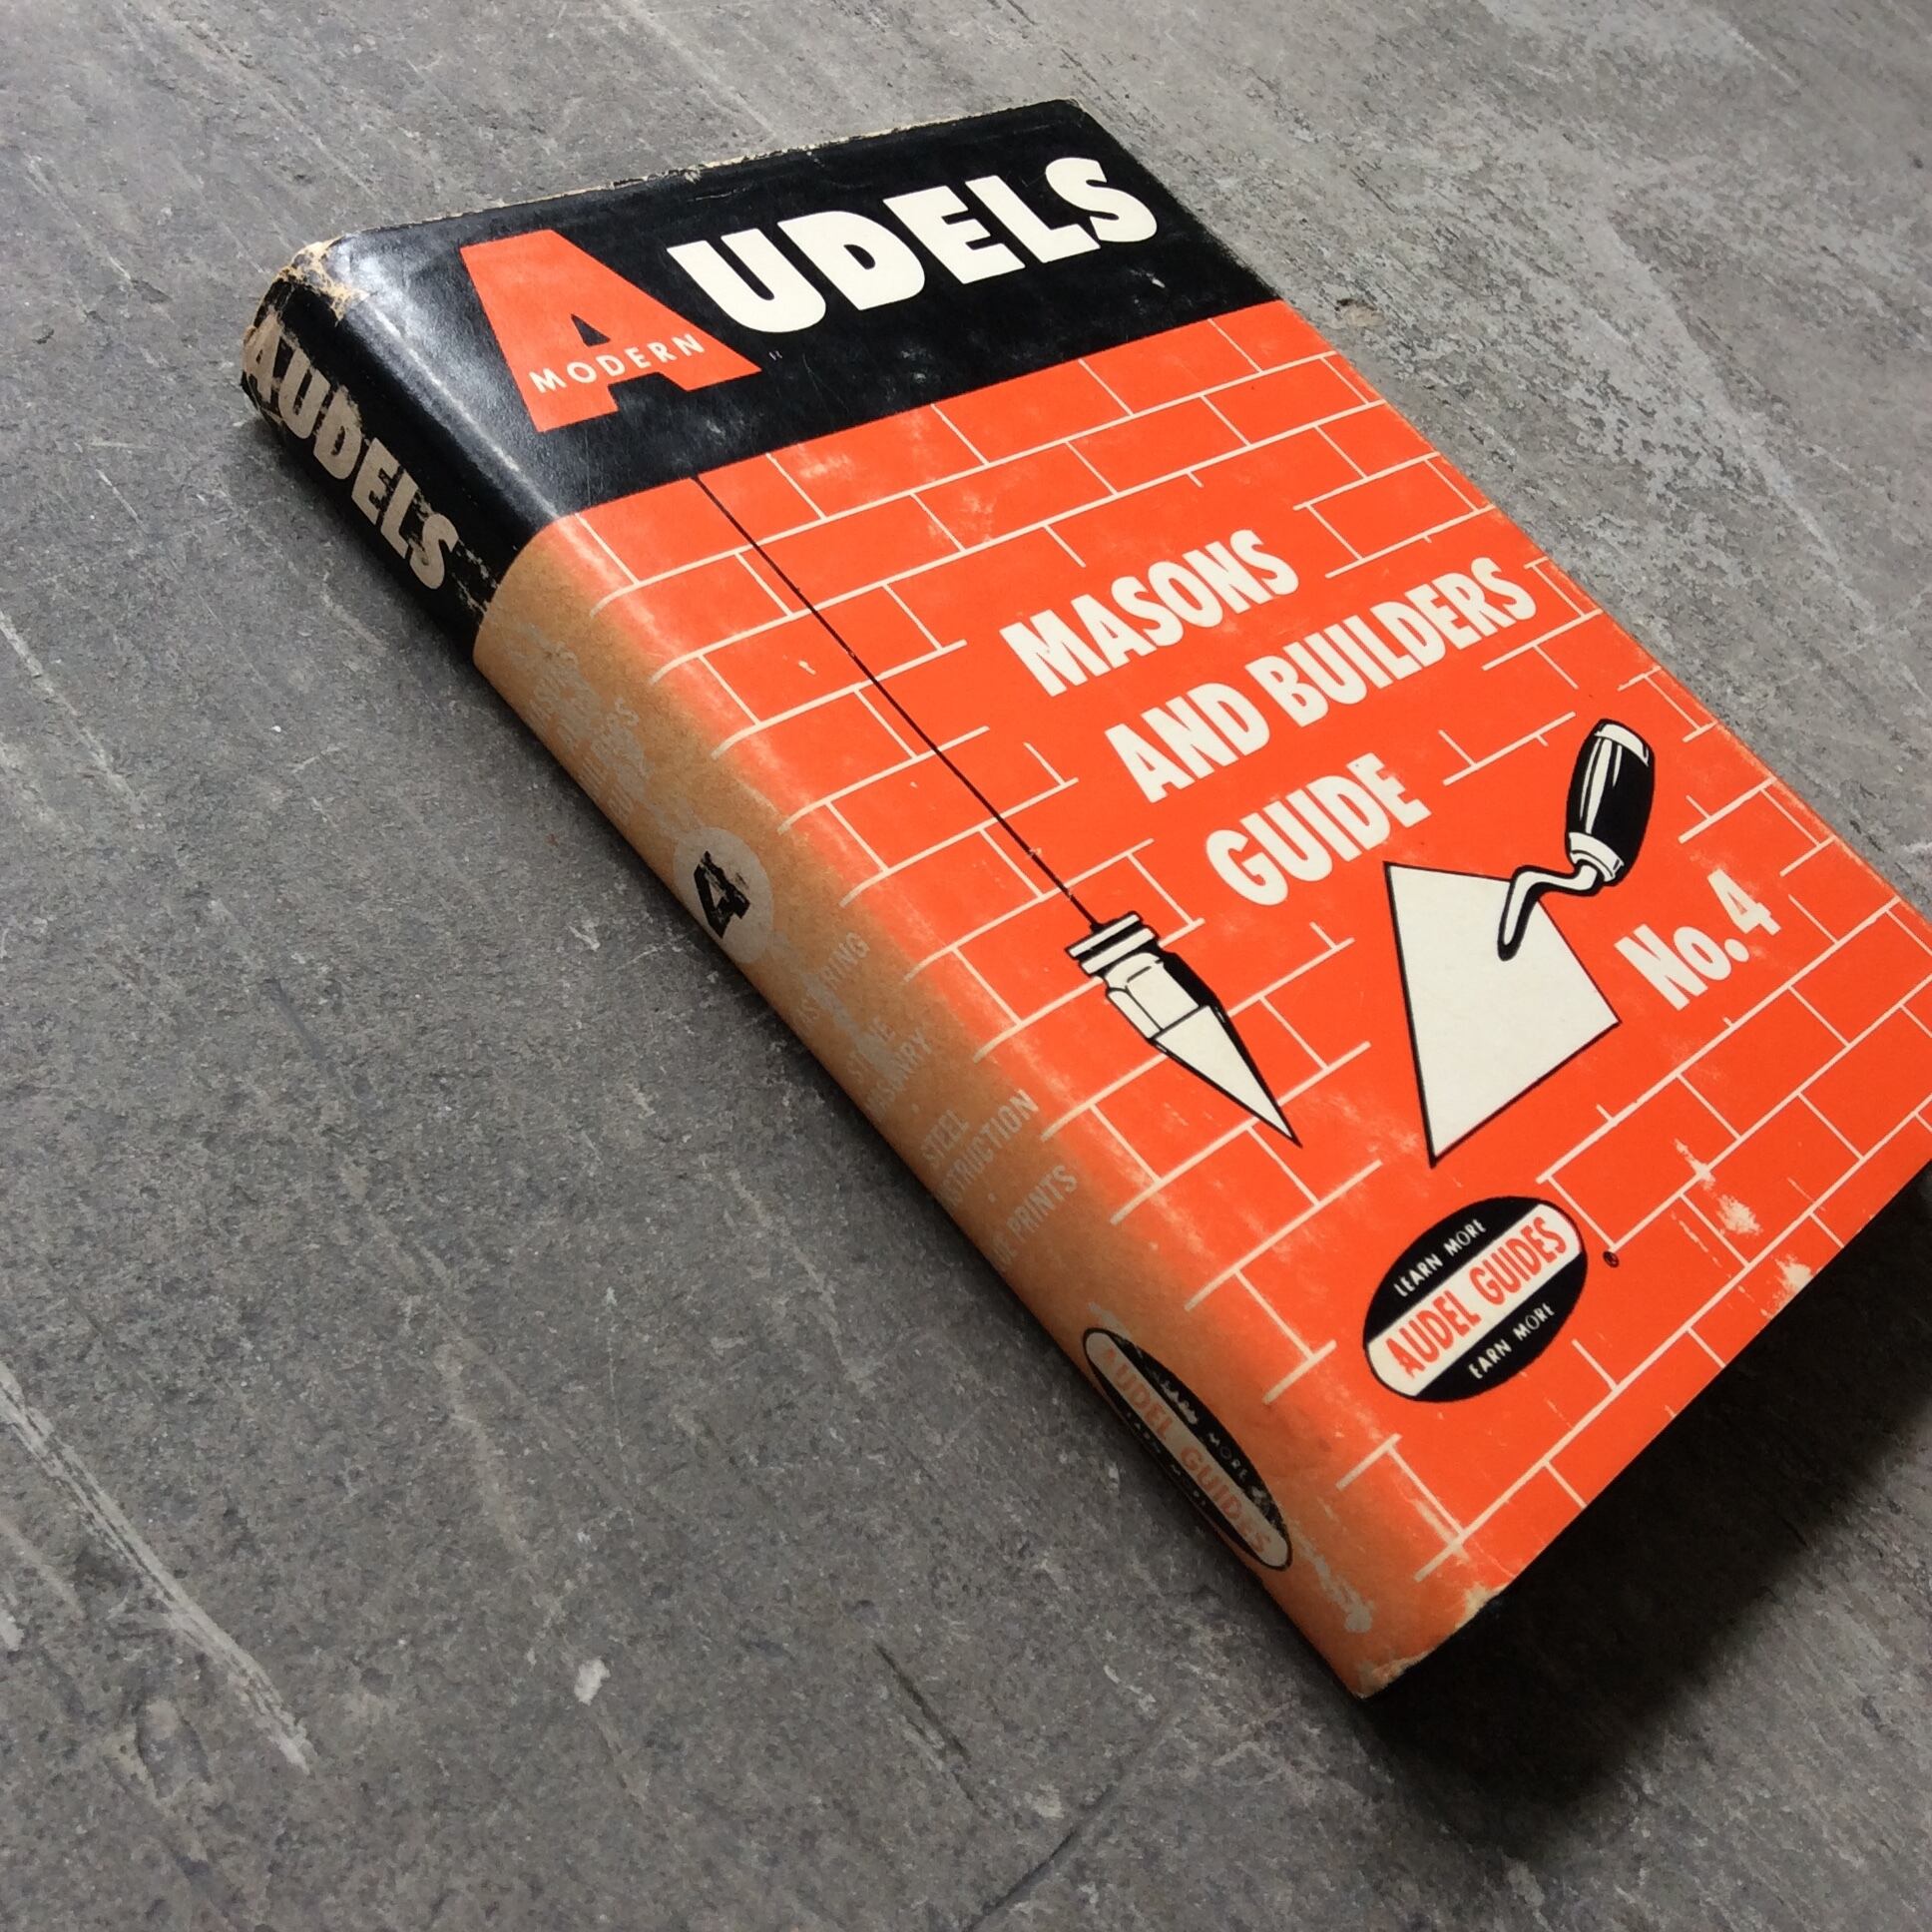 AUDELS
MODERN
MASONS
AND BUILDERS
GUIDE
No. 4
LEARN MORE
AUDEL GUIDES
®
EARN MORE
AUDELS
4
STEEL
PRINTS
MORE
AUDEL GUIDES